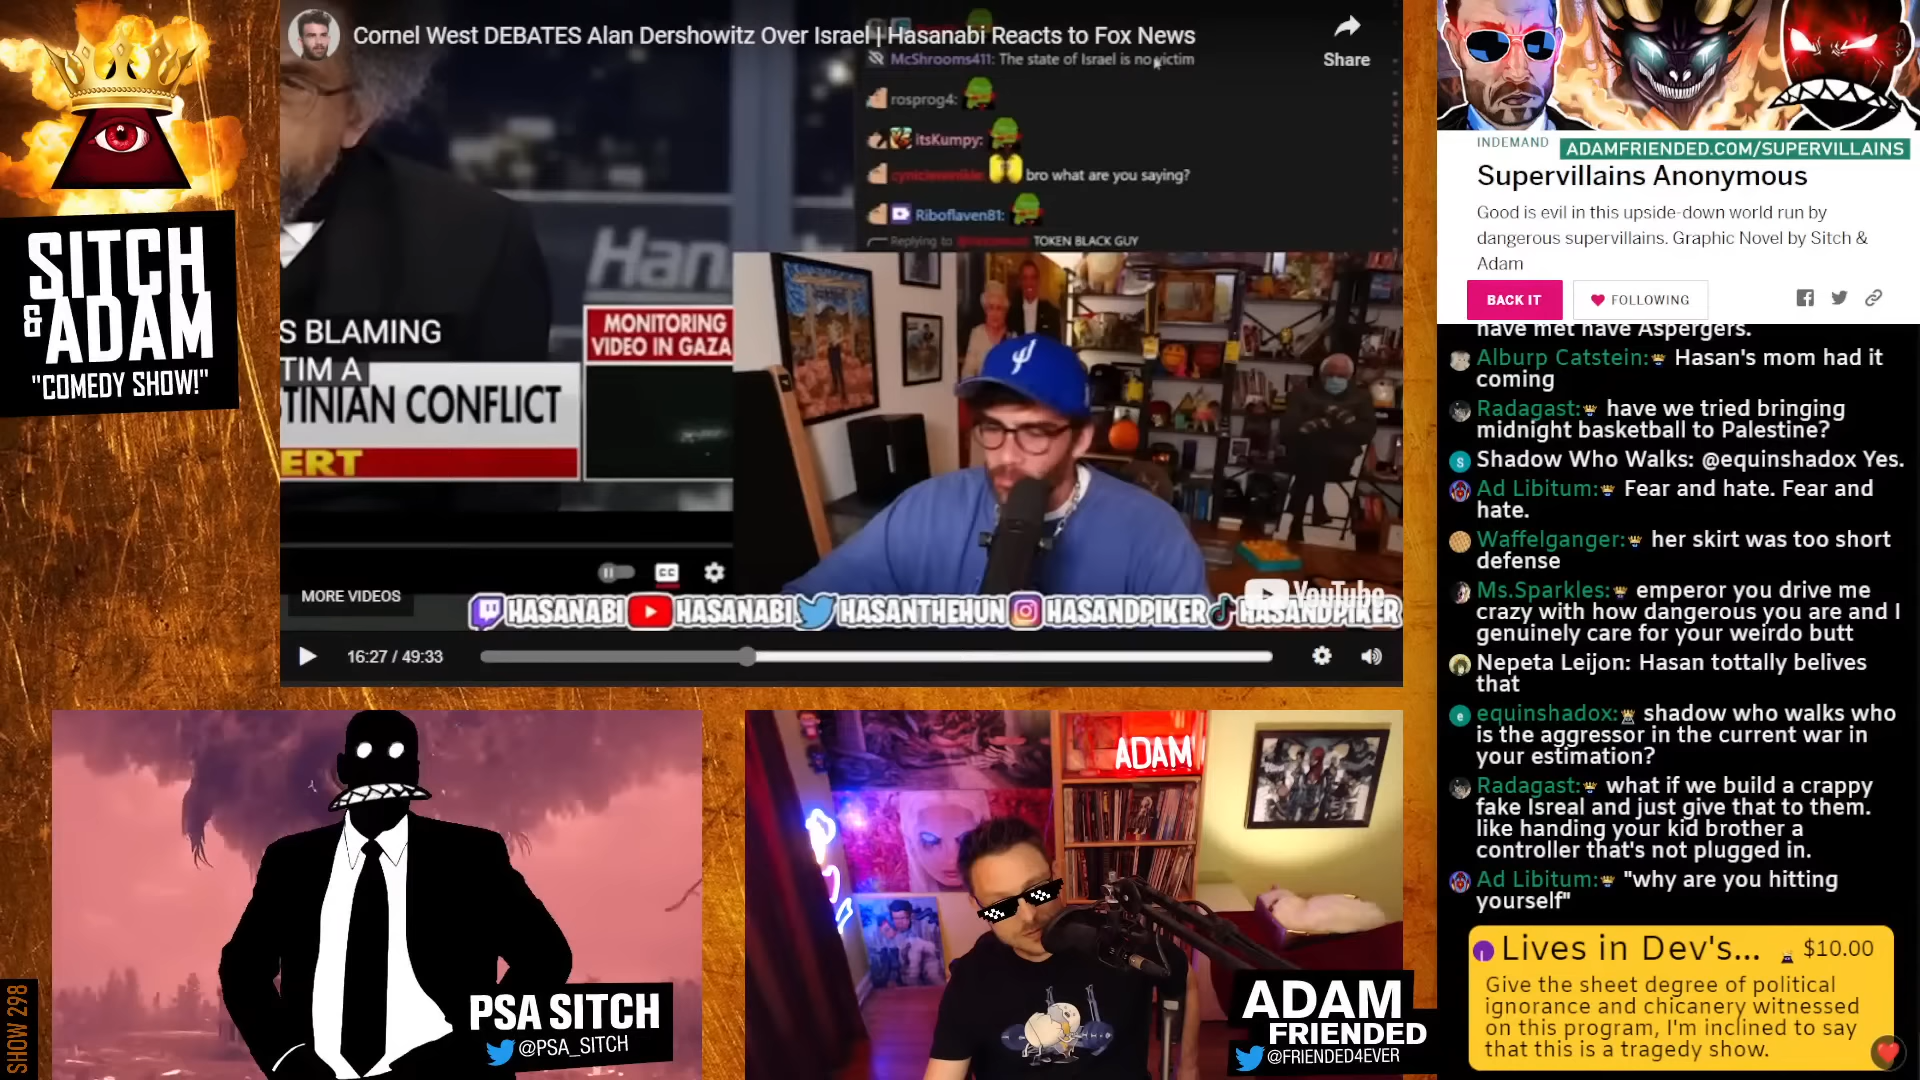 SITCH
& ADAM
"COMEDY SHOW!"
SHOW 298
Cornel West DEBATES Alan Dershowitz Over Israel | Hasanabi Reacts to Fox News
Share
McShrooms411: The state of Israel is no victim
rosprog4:
itsKumpy:
bro what are you saying?
Riboflaven81:
Replying to
TOKEN BLACK GUY
Han
S BLAMING
TIM A
TINIAN CONFLICT
ERT
MONITORING
VIDEO IN GAZA
CC
MORE VIDEOS
HASANABI HASANABI HASANTHEHUN HASANDPIKER HASANDPIKER
YouTube
16:27 / 49:33
PSA SITCH
@PSA_SITCH
ADAM
ADAM
FRIENDED
@FRIENDED4EVER
INDEMAND
ADAMFRIENDED.COM/SUPERVILLAINS
Supervillains Anonymous
Good is evil in this upside-down world run by
dangerous supervillains. Graphic Novel by Sitch &
Adam
BACK IT
FOLLOWING
have met have Aspergers.
Alburp Catstein: Hasan's mom had it
coming
Radagast: have we tried bringing
midnight basketball to Palestine?
Shadow Who Walks: @equinshadox Yes.
Ad Libitum: Fear and hate. Fear and
hate.
Waffelganger: her skirt was too short
defense
Ms.Sparkles: emperor you drive me
crazy with how dangerous you are and I
genuinely care for your weirdo butt
Nepeta Leijon: Hasan tottally belives
that
equinshadox: shadow who walks who
is the aggressor in the current war in
your estimation?
Radagast: what if we build a crappy
fake Isreal and just give that to them.
like handing your kid brother a
controller that's not plugged in.
Ad Libitum: "why are you hitting
yourself"
Lives in Dev's... $10.00
Give the sheet degree of political
ignorance and chicanery witnessed
on this program, I'm inclined to say
that this is a tragedy show.